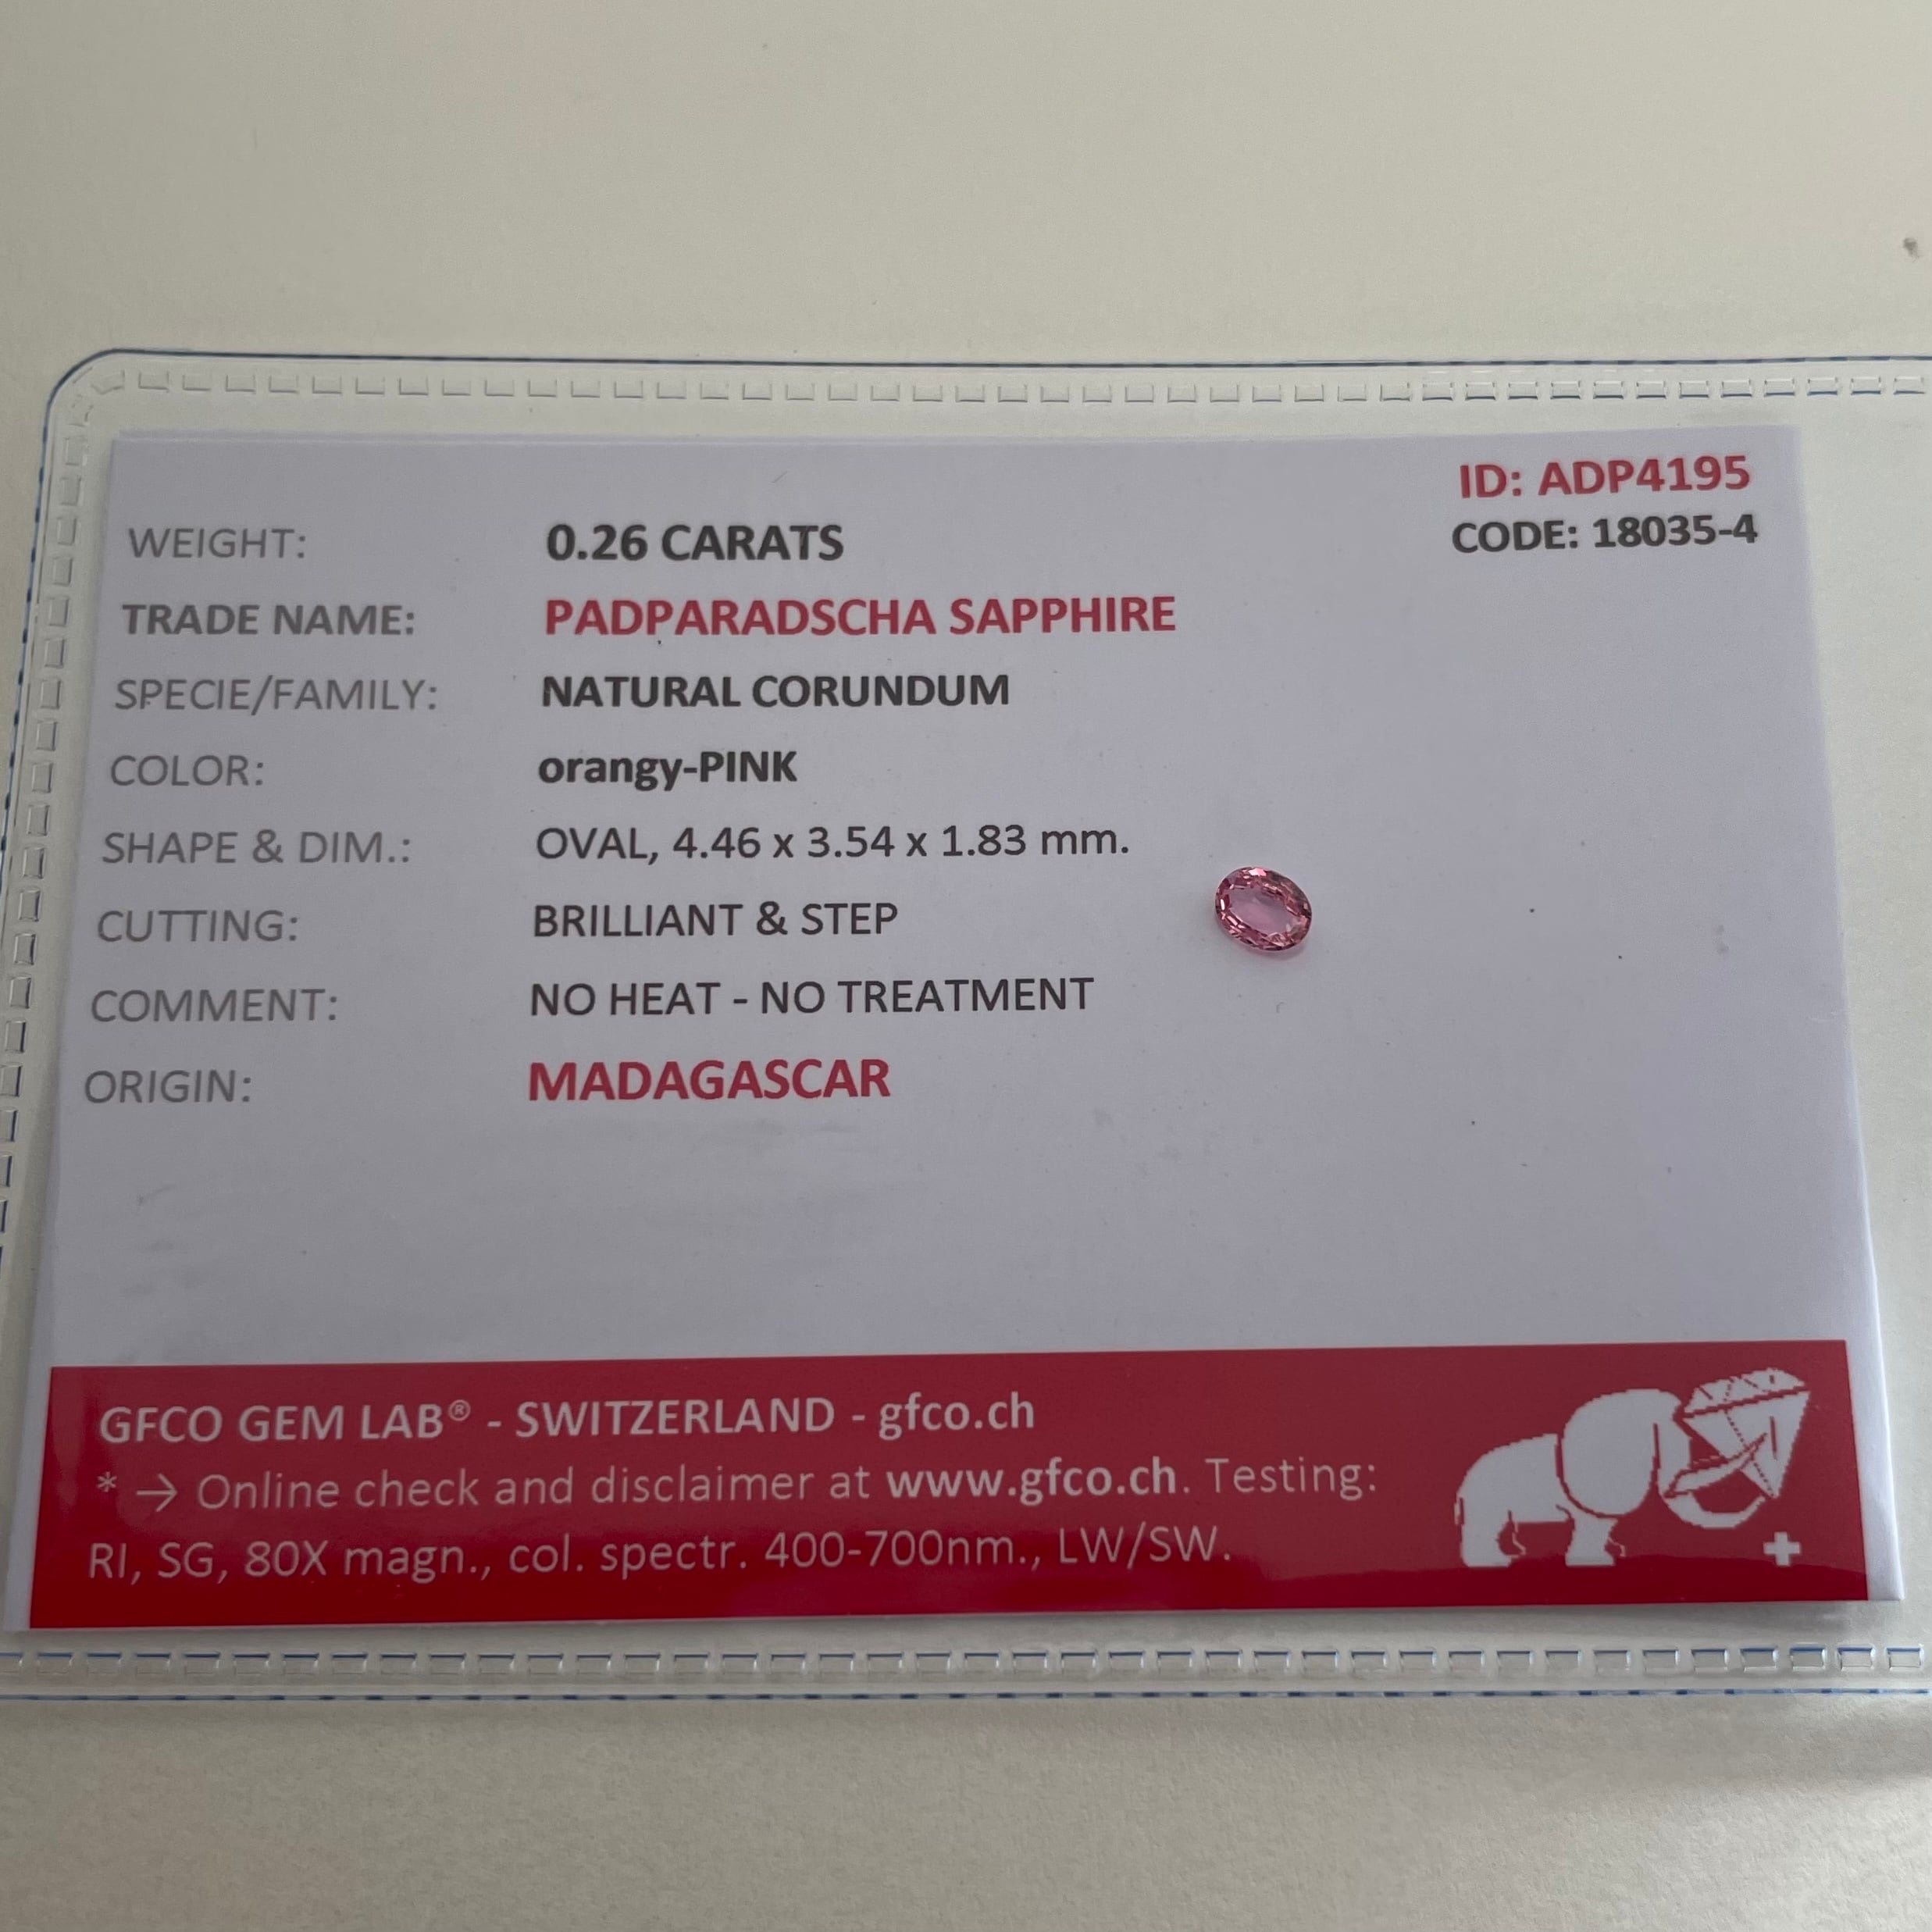 ID: ADP4195
CODE: 18035-4
WEIGHT: 0.26 CARATS
TRADE NAME: PADPARADSCHA SAPPHIRE
SPECIE/FAMILY: NATURAL CORUNDUM
COLOR: orangy-PINK
SHAPE & DIM.: OVAL, 4.46 x 3.54 x 1.83 mm.
CUTTING: BRILLIANT & STEP
COMMENT: NO HEAT - NO TREATMENT
ORIGIN: MADAGASCAR
GFCO GEM LAB® - SWITZERLAND - gfco.ch
* → Online check and disclaimer at www.gfco.ch. Testing:
RI, SG, 80X magn., col. spectr. 400-700nm., LW/SW.